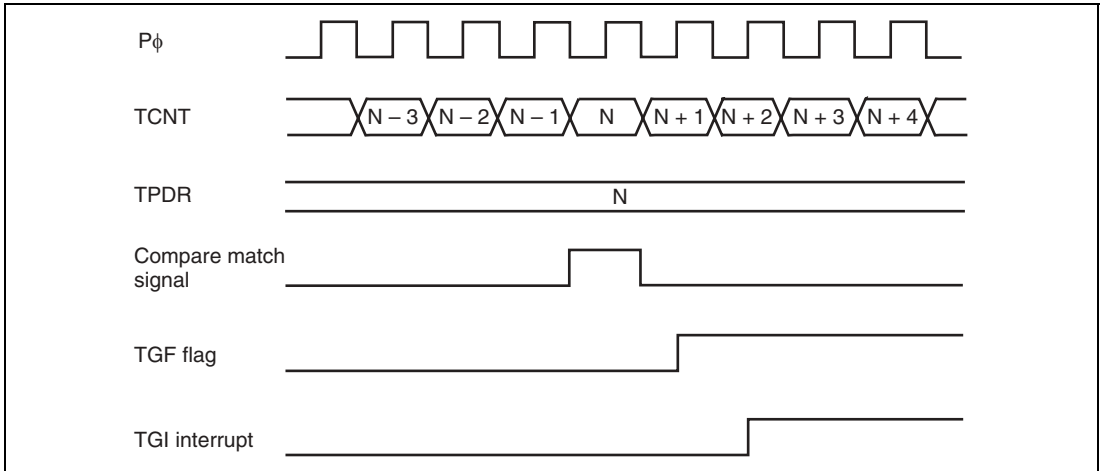 Pϕ
TCNT
N – 3 N – 2 N – 1 N N + 1 N + 2 N + 3 N + 4
TPDR
N
Compare match
signal
TGF flag
TGI interrupt